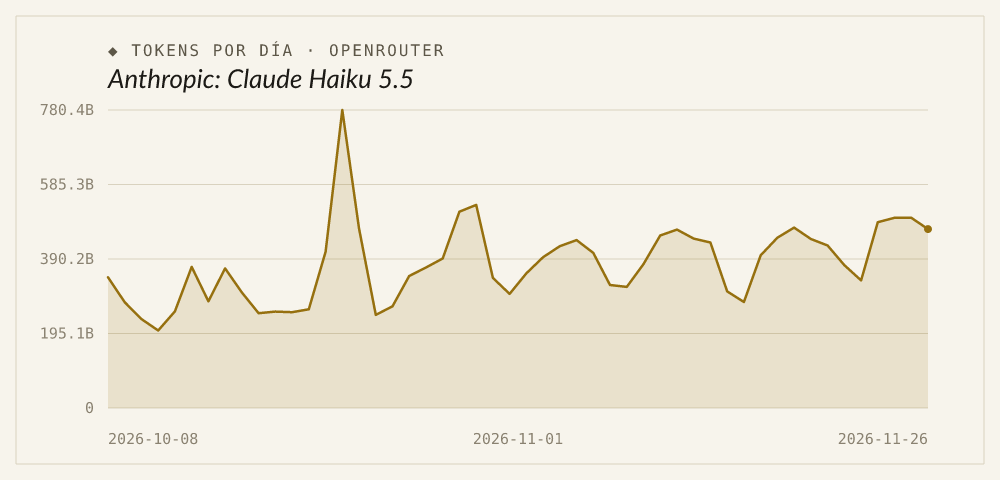 ◆ TOKENS POR DÍA · OPENROUTER
Anthropic: Claude Haiku 5.5
780.4B
585.3B
390.2B
195.1B
0
2026-10-08
2026-11-01
2026-11-26